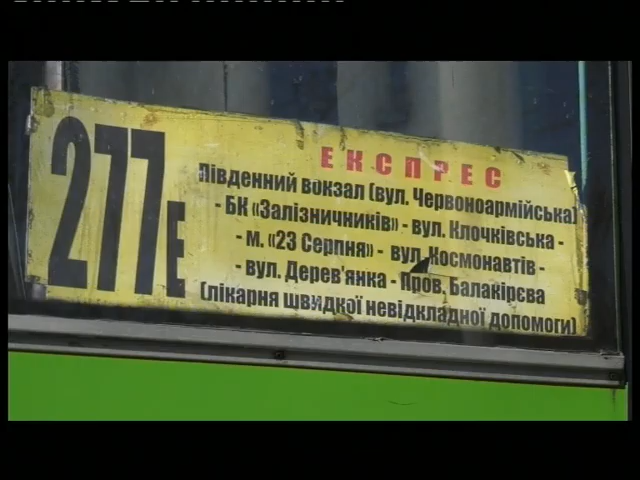 277Е
ЕКСПРЕС
Південний вокзал (вул. Червоноармійська)
- БК «Залізничників» - вул. Клочківська -
- м. «23 Серпня» - вул. Космонавтів -
- вул. Дерев'янка - Пров. Балакірєва
(лікарня швидкої невідкладної допомоги)